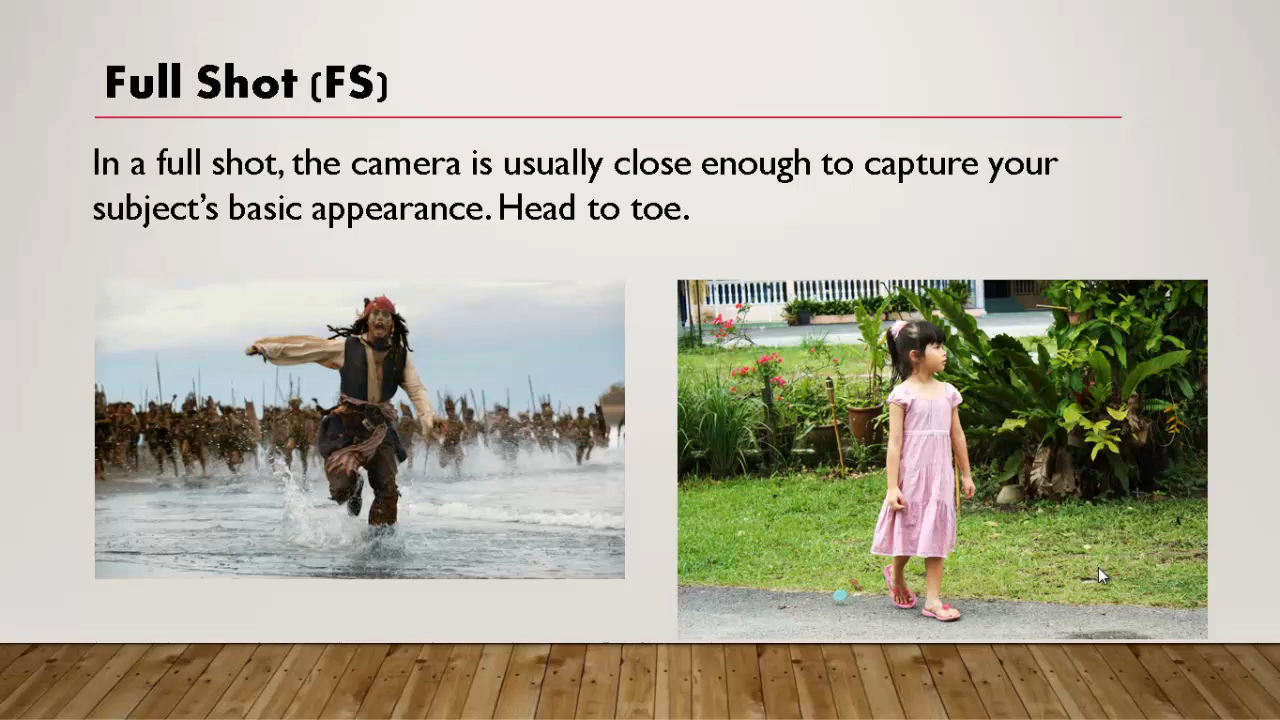 Full Shot (FS)
In a full shot, the camera is usually close enough to capture your
subject's basic appearance. Head to toe.